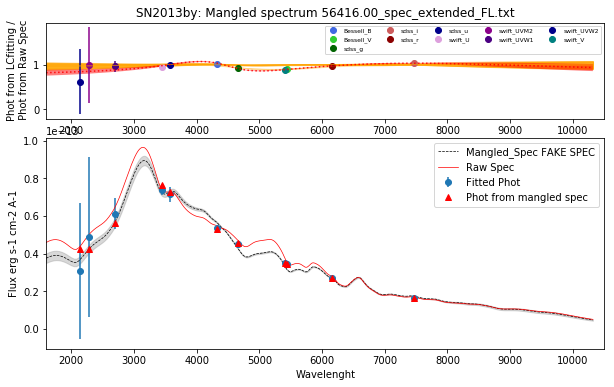 SN2013by: Mangled spectrum 56416.00_spec_extended_FL.txt
Phot from LCfitting /
Phot from Raw Spec
1
0
Bessell_B
Bessell_V
sdss_g
sdss_i
sdss_r
sdss_u
swift_U
swift_UVM2
swift_UVW1
swift_UVW2
swift_V
2000 3000 4000 5000 6000 7000 8000 9000 10000
1e−13
Flux erg s-1 cm-2 A-1
1.0
0.8
0.6
0.4
0.2
0.0
Mangled_Spec FAKE SPEC
Raw Spec
Fitted Phot
Phot from mangled spec
2000 3000 4000 5000 6000 7000 8000 9000 10000
Wavelenght